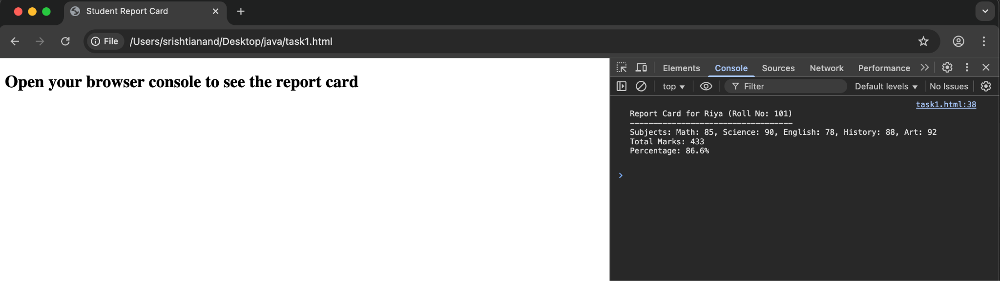 Student Report Card
File /Users/srishtianand/Desktop/java/task1.html
Open your browser console to see the report card
Elements Console Sources Network Performance
top Filter Default levels No Issues
task1.html:38
Report Card for Riya (Roll No: 101)
-----------------------------------
Subjects: Math: 85, Science: 90, English: 78, History: 88, Art: 92
Total Marks: 433
Percentage: 86.6%